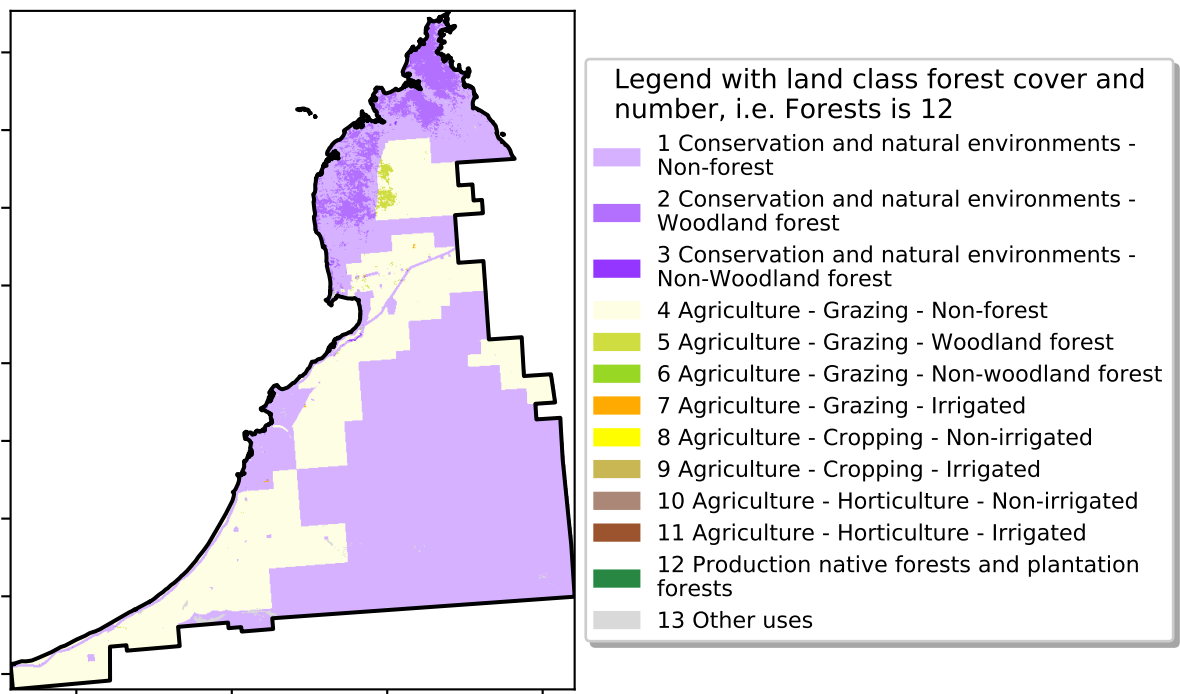 Legend with land class forest cover and
number, i.e. Forests is 12
1 Conservation and natural environments -
Non-forest
2 Conservation and natural environments -
Woodland forest
3 Conservation and natural environments -
Non-Woodland forest
4 Agriculture - Grazing - Non-forest
5 Agriculture - Grazing - Woodland forest
6 Agriculture - Grazing - Non-woodland forest
7 Agriculture - Grazing - Irrigated
8 Agriculture - Cropping - Non-irrigated
9 Agriculture - Cropping - Irrigated
10 Agriculture - Horticulture - Non-irrigated
11 Agriculture - Horticulture - Irrigated
12 Production native forests and plantation
forests
13 Other uses